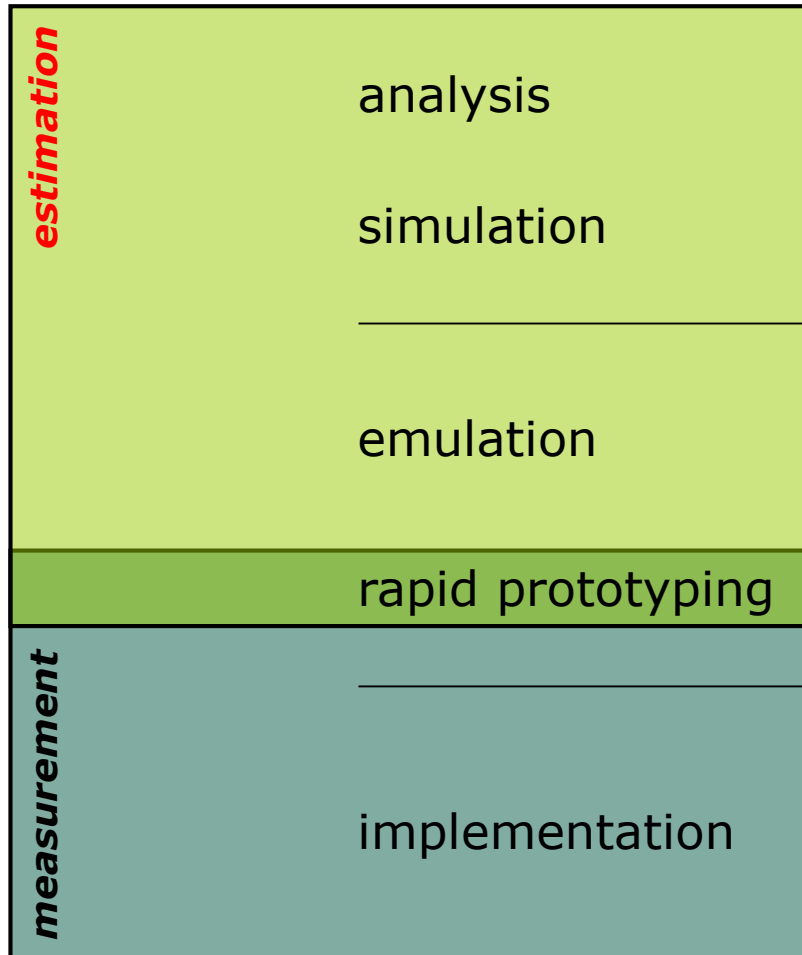 estimation
analysis
simulation
emulation
rapid prototyping
measurement
implementation